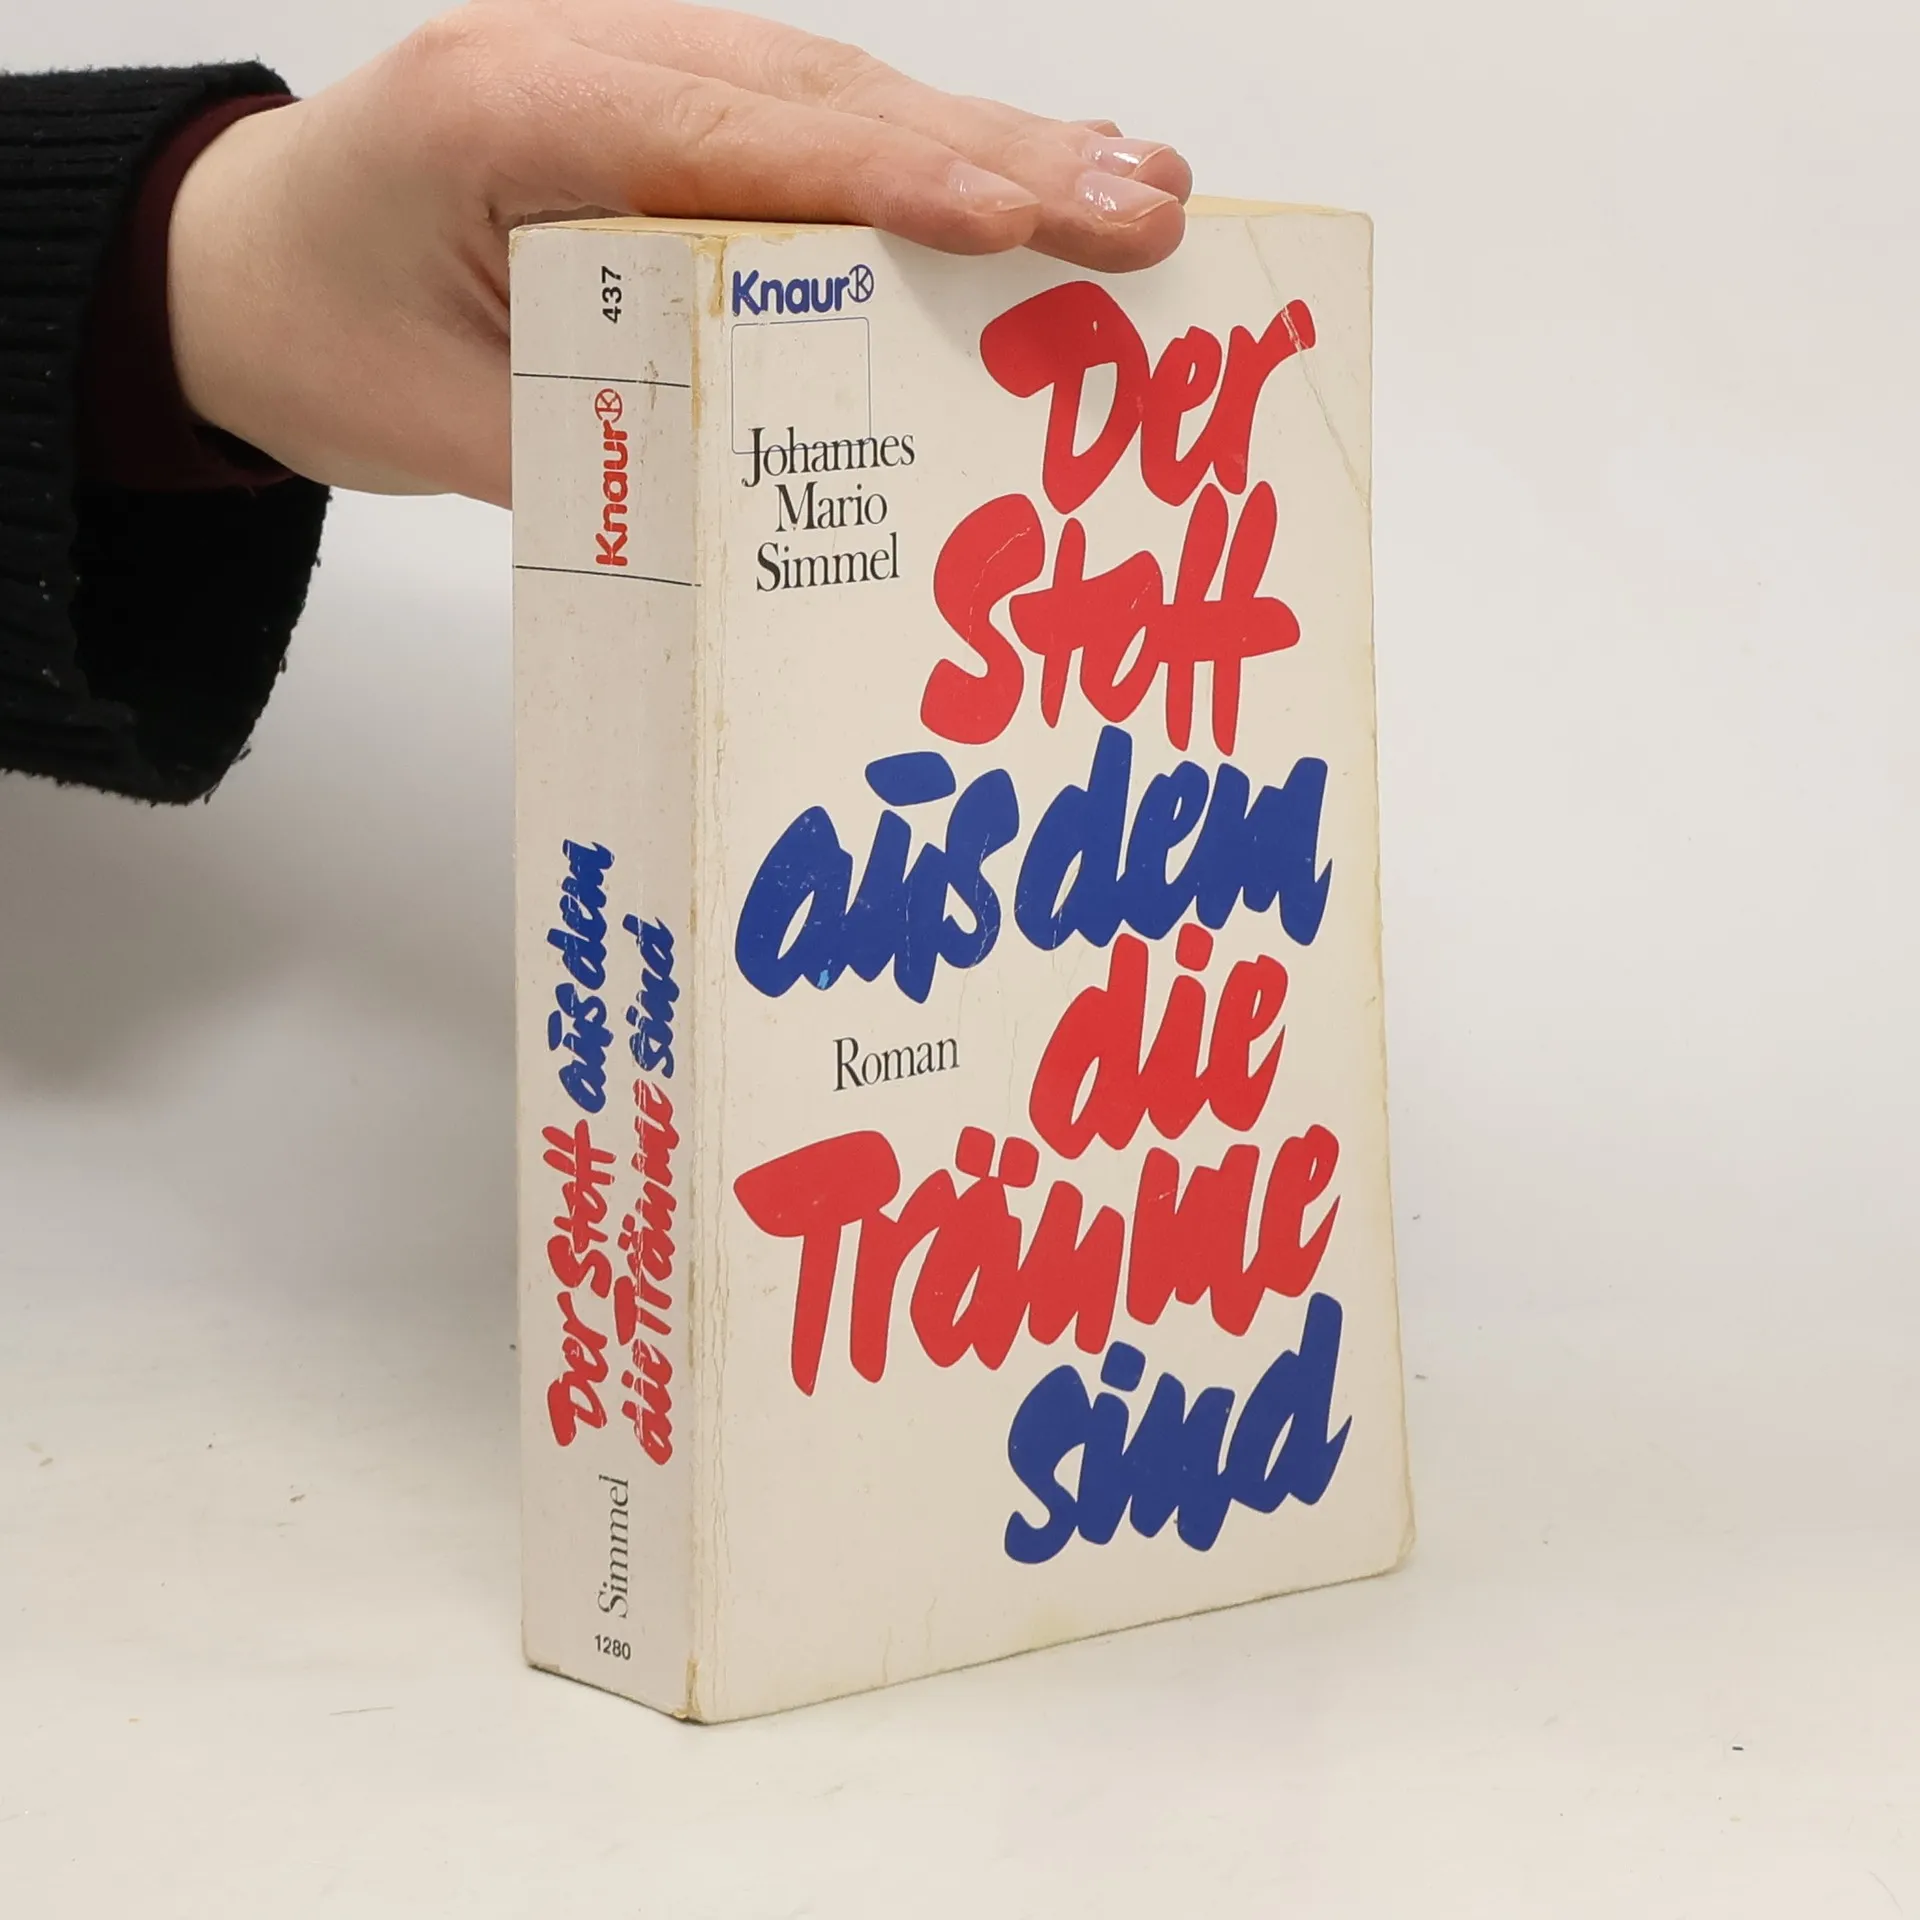 437
Knaur
Der Stoff aus dem
die Träume sind
Simmel
1280
Knaur
Johannes
Mario
Simmel
Der
Stoff
aus dem
die
Roman
Träume
sind